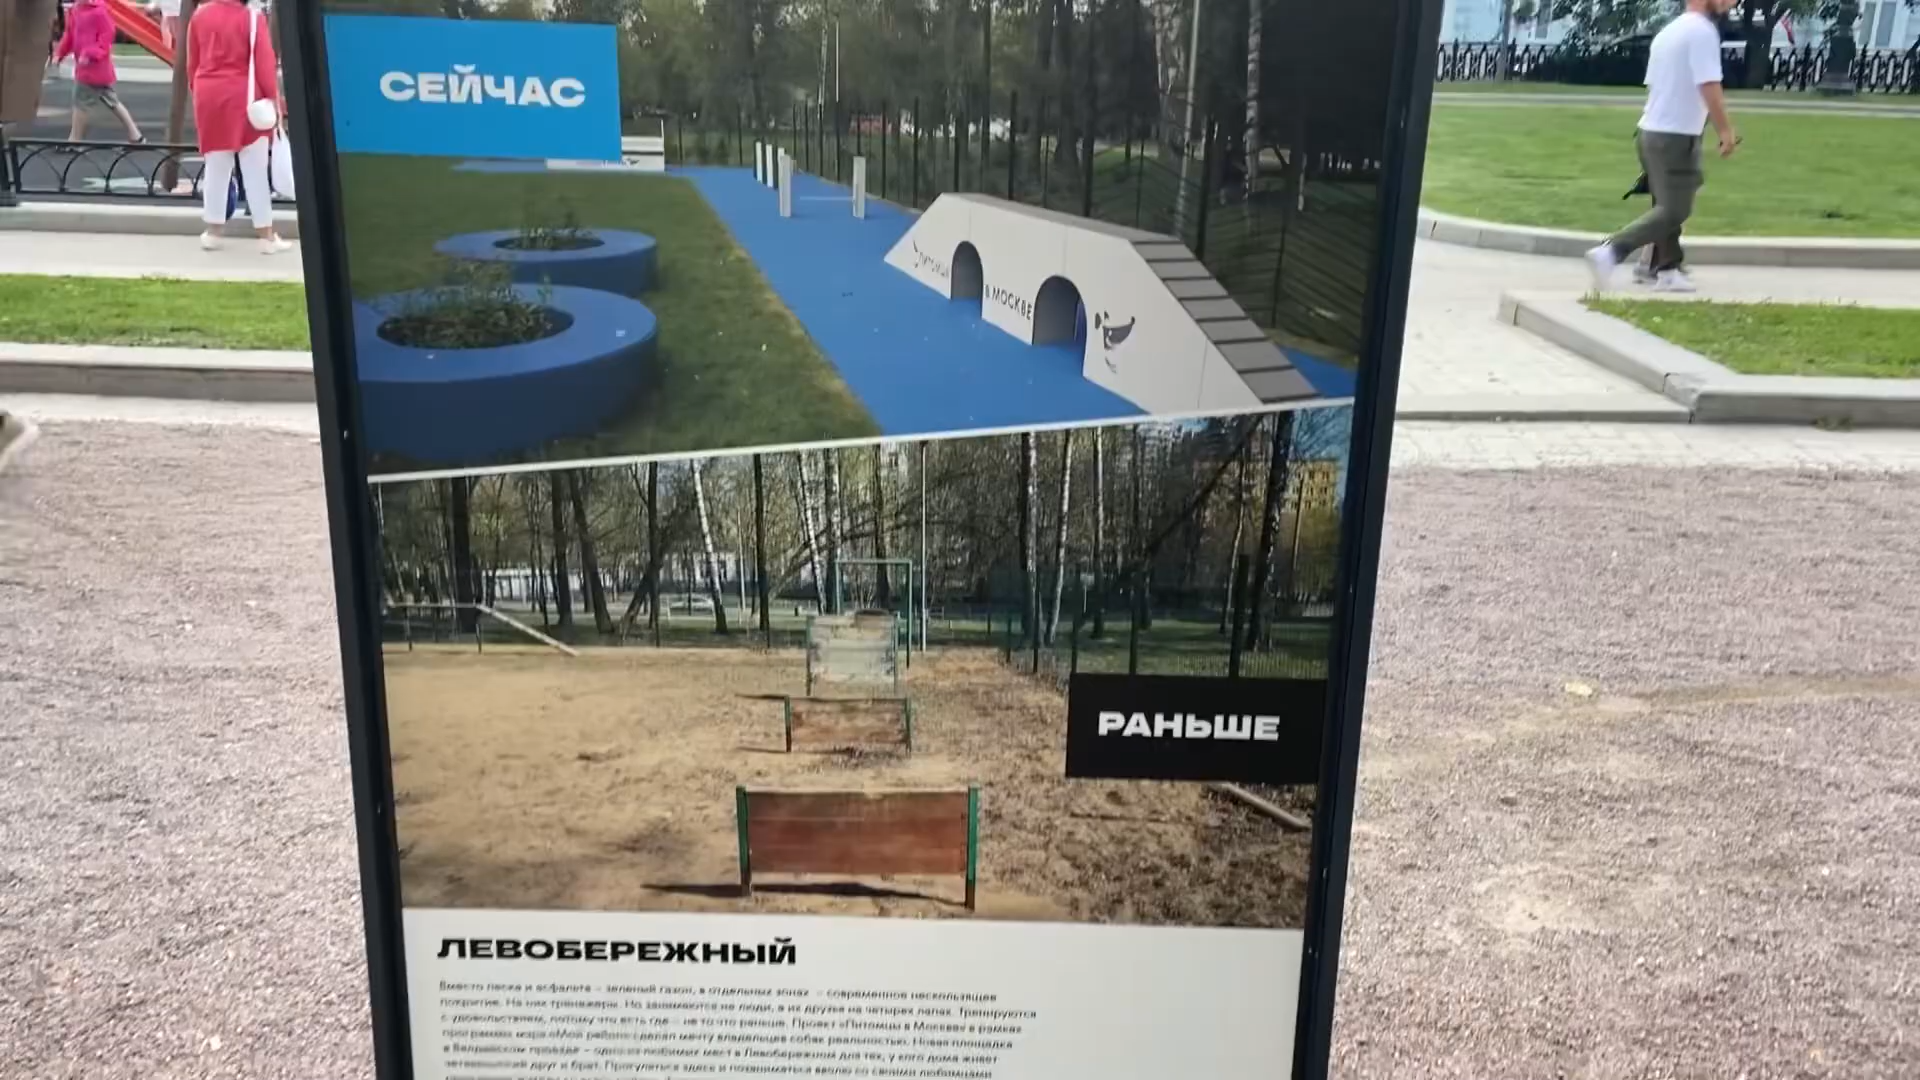 СЕЙЧАС
ПИТОМЦЫ
В МОСКВЕ
РАНЬШЕ
ЛЕВОБЕРЕЖНЫЙ
Вместо песка и асфальта – зеленый газон, в отдельных зонах – современное нескользящее
покрытие. На них тренажеры. Но занимаются не люди, а их друзья на четырех лапах. Тренируются
с удовольствием, потому что есть где – не то что раньше. Проект «Питомцы в Москве» в рамках
программы мэра «Мой район» сделал мечту владельцев собак реальностью. Новая площадка
в Валдайском проезде – одно из любимых мест в Левобережном для тех, у кого дома живет
четвероногий друг и брат. Прогуляться здесь и позаниматься вволю со своими любимцами